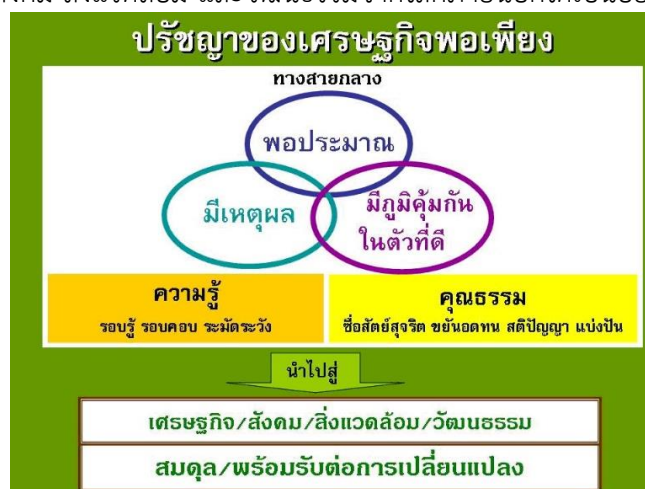 ปรัชญาของเศรษฐกิจพอเพียง
ทางสายกลาง
พอประมาณ
มีเหตุผล
มีภูมิคุ้มกัน
ในตัวที่ดี
ความรู้
รอบรู้ รอบคอบ ระมัดระวัง
คุณธรรม
ซื่อสัตย์สุจริต ขยันอดทน สติปัญญา แบ่งปัน
นำไปสู่
เศรษฐกิจ/สังคม/สิ่งแวดล้อม/วัฒนธรรม
สมดุล/พร้อมรับต่อการเปลี่ยนแปลง